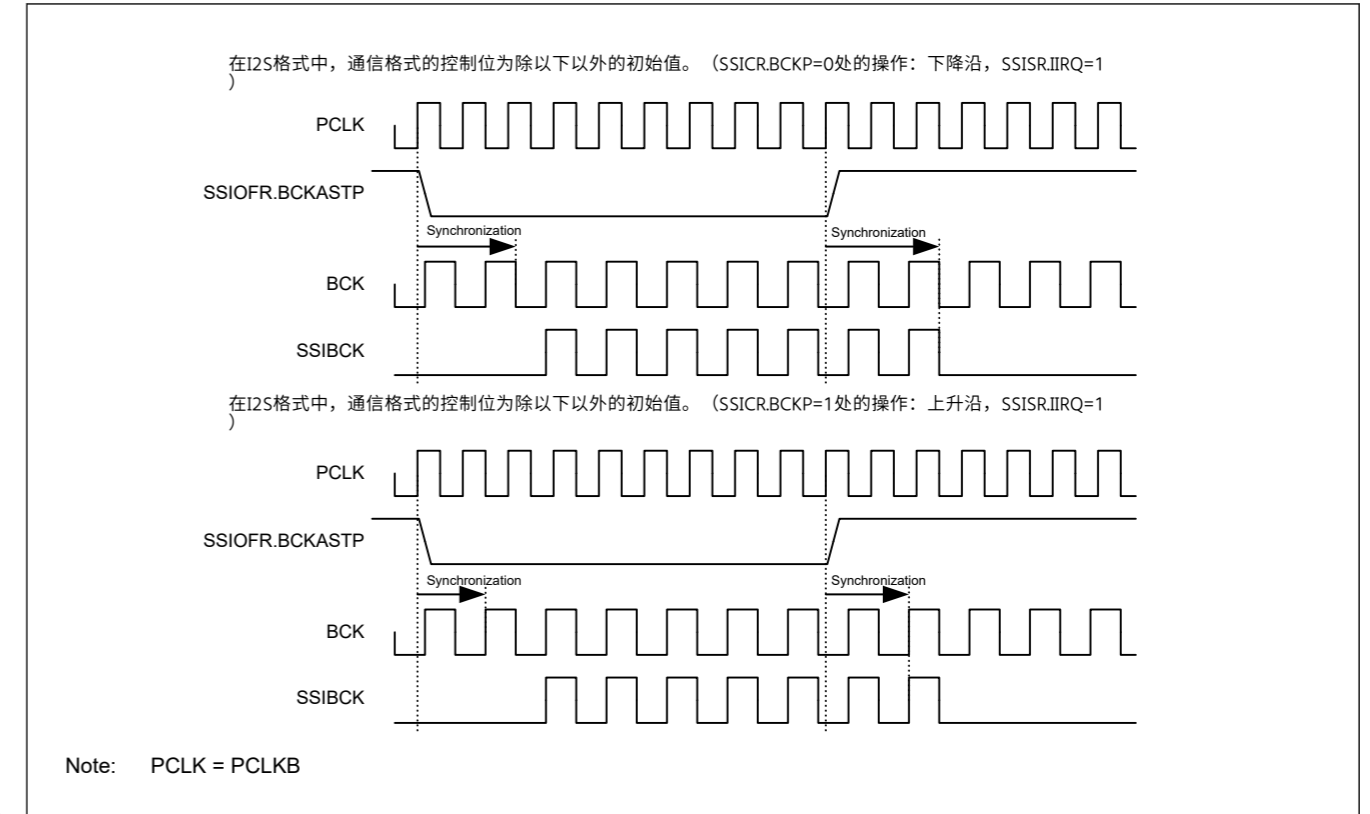 在I2S格式中，通信格式的控制位为除以下以外的初始值。（SSICR.BCKP=0处的操作：下降沿，SSISR.IIRQ=1
）
PCLK
SSIOFR.BCKASTP
Synchronization
Synchronization
BCK
SSIBCK
在I2S格式中，通信格式的控制位为除以下以外的初始值。（SSICR.BCKP=1处的操作：上升沿，SSISR.IIRQ=1
）
PCLK
SSIOFR.BCKASTP
Synchronization
Synchronization
BCK
SSIBCK
Note: PCLK = PCLKB